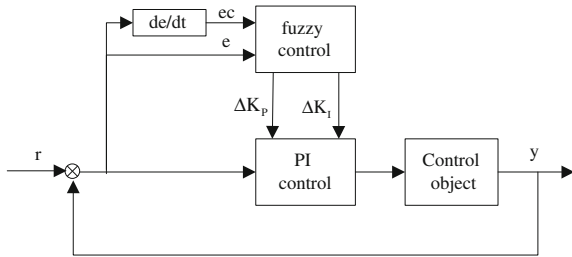 de/dt
ec
e
fuzzy
control
ΔK_P
ΔK_I
r
PI
control
Control
object
y